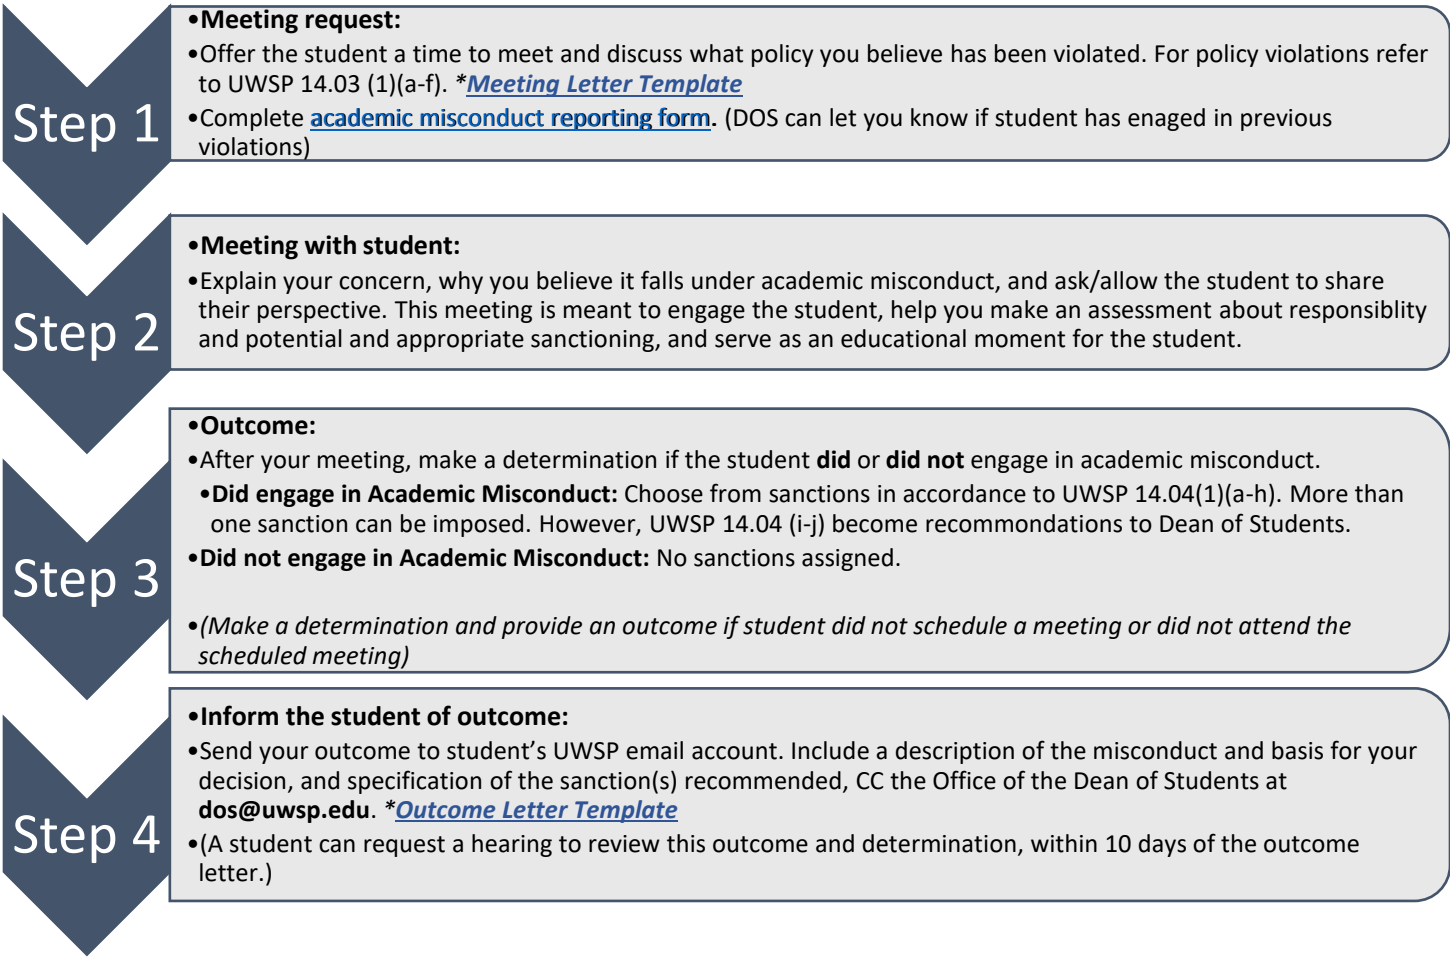 Step 1
•Meeting request:
•Offer the student a time to meet and discuss what policy you believe has been violated. For policy violations refer
to UWSP 14.03 (1)(a-f). *Meeting Letter Template
•Complete academic misconduct reporting form. (DOS can let you know if student has enaged in previous
violations)
Step 2
•Meeting with student:
•Explain your concern, why you believe it falls under academic misconduct, and ask/allow the student to share
their perspective. This meeting is meant to engage the student, help you make an assessment about responsiblity
and potential and appropriate sanctioning, and serve as an educational moment for the student.
Step 3
•Outcome:
•After your meeting, make a determination if the student did or did not engage in academic misconduct.
•Did engage in Academic Misconduct: Choose from sanctions in accordance to UWSP 14.04(1)(a-h). More than
one sanction can be imposed. However, UWSP 14.04 (i-j) become recommondations to Dean of Students.
•Did not engage in Academic Misconduct: No sanctions assigned.
•(Make a determination and provide an outcome if student did not schedule a meeting or did not attend the
scheduled meeting)
Step 4
•Inform the student of outcome:
•Send your outcome to student’s UWSP email account. Include a description of the misconduct and basis for your
decision, and specification of the sanction(s) recommended, CC the Office of the Dean of Students at
dos@uwsp.edu. *Outcome Letter Template
•(A student can request a hearing to review this outcome and determination, within 10 days of the outcome
letter.)